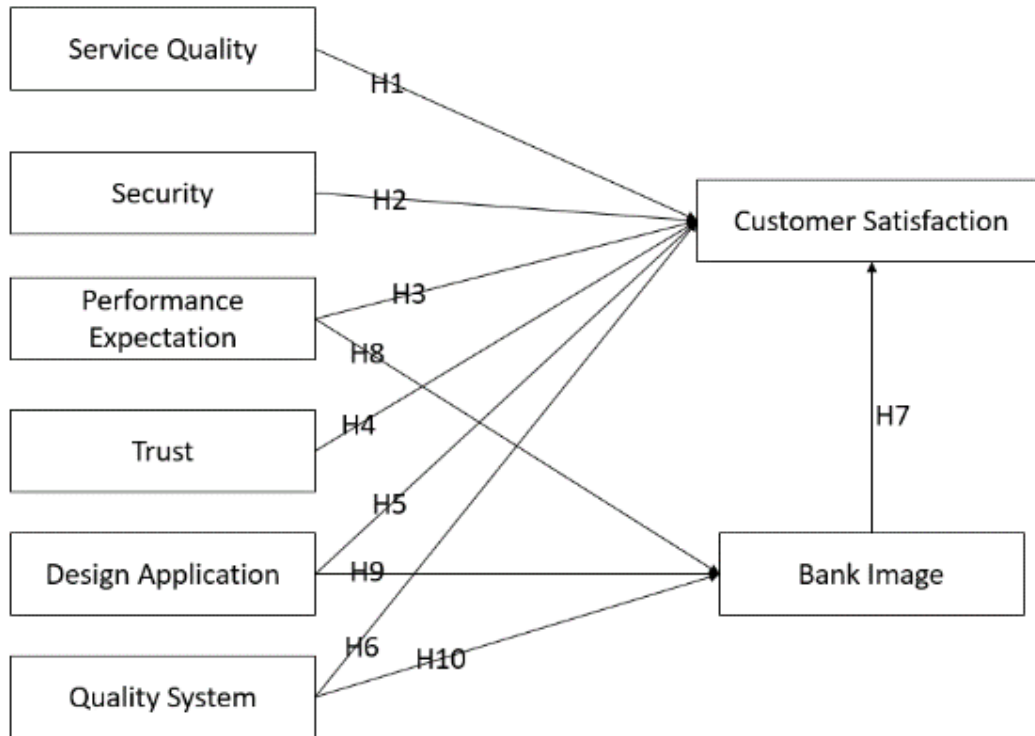 Service Quality
H1
Security
H2
Customer Satisfaction
Performance
Expectation
H3
H8
Trust
H4
H7
H5
Design Application
H9
Bank Image
H6
H10
Quality System